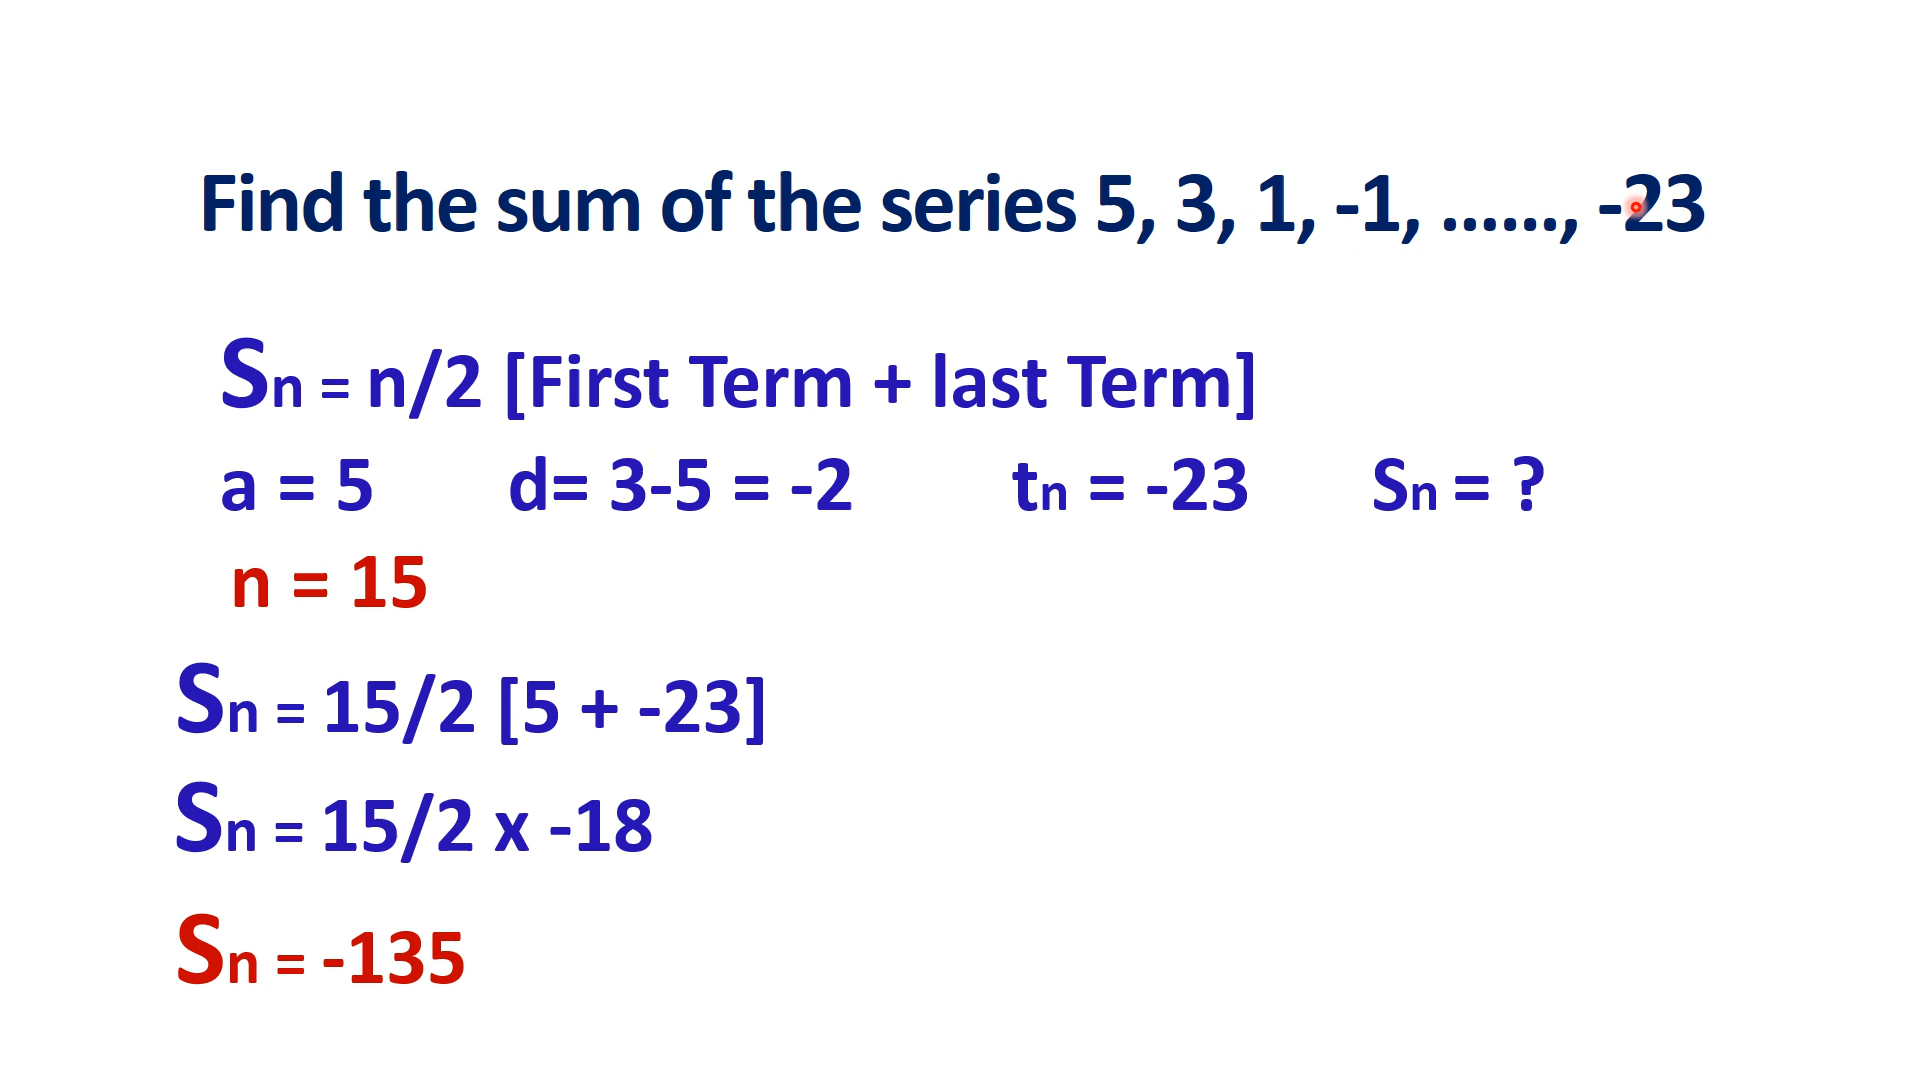 Find the sum of the series 5, 3, 1, -1, ......, -23
Sn = n/2 [First Term + last Term]
a = 5 d= 3-5 = -2 tn = -23 Sn = ?
n = 15
Sn = 15/2 [5 + -23]
Sn = 15/2 x -18
Sn = -135